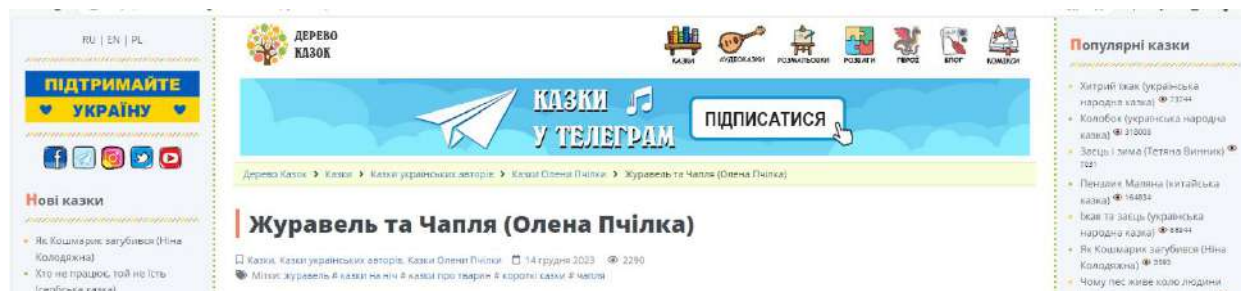 RU | EN | PL
ПІДТРИМАЙТЕ
УКРАЇНУ
Нові казки
Як Кошмарик загубився (Ніна
Колодяжна)
Хто не працює, той не їсть
(сербська казка)
ДЕРЕВО
КАЗОК
КАЗКИ АУДІОКАЗКИ РОЗМАЛЬОВКИ РОЗВАГИ ГЕРОЇ БЛОГ КОМІКСИ
КАЗКИ
У ТЕЛЕГРАМ
ПІДПИСАТИСЯ
Дерево Казок > Казки > Казки українських авторів > Казки Олени Пчілки > Журавель та Чапля (Олена Пчілка)
Журавель та Чапля (Олена Пчілка)
Казки, Казки українських авторів, Казки Олени Пчілки 14 грудня 2023 2290
Мітки: журавель # казки на ніч # казки про тварин # короткі казки # чапля
Популярні казки
Хитрий їжак (українська
народна казка)
Колобок (українська народна
казка)
Заєць і зима (Тетяна Винник)
Пензлик Маляна (китайська
казка) 164834
Їжак та заєць (українська
народна казка)
Як Кошмарик загубився (Ніна
Колодяжна)
Чому пес живе коло людини